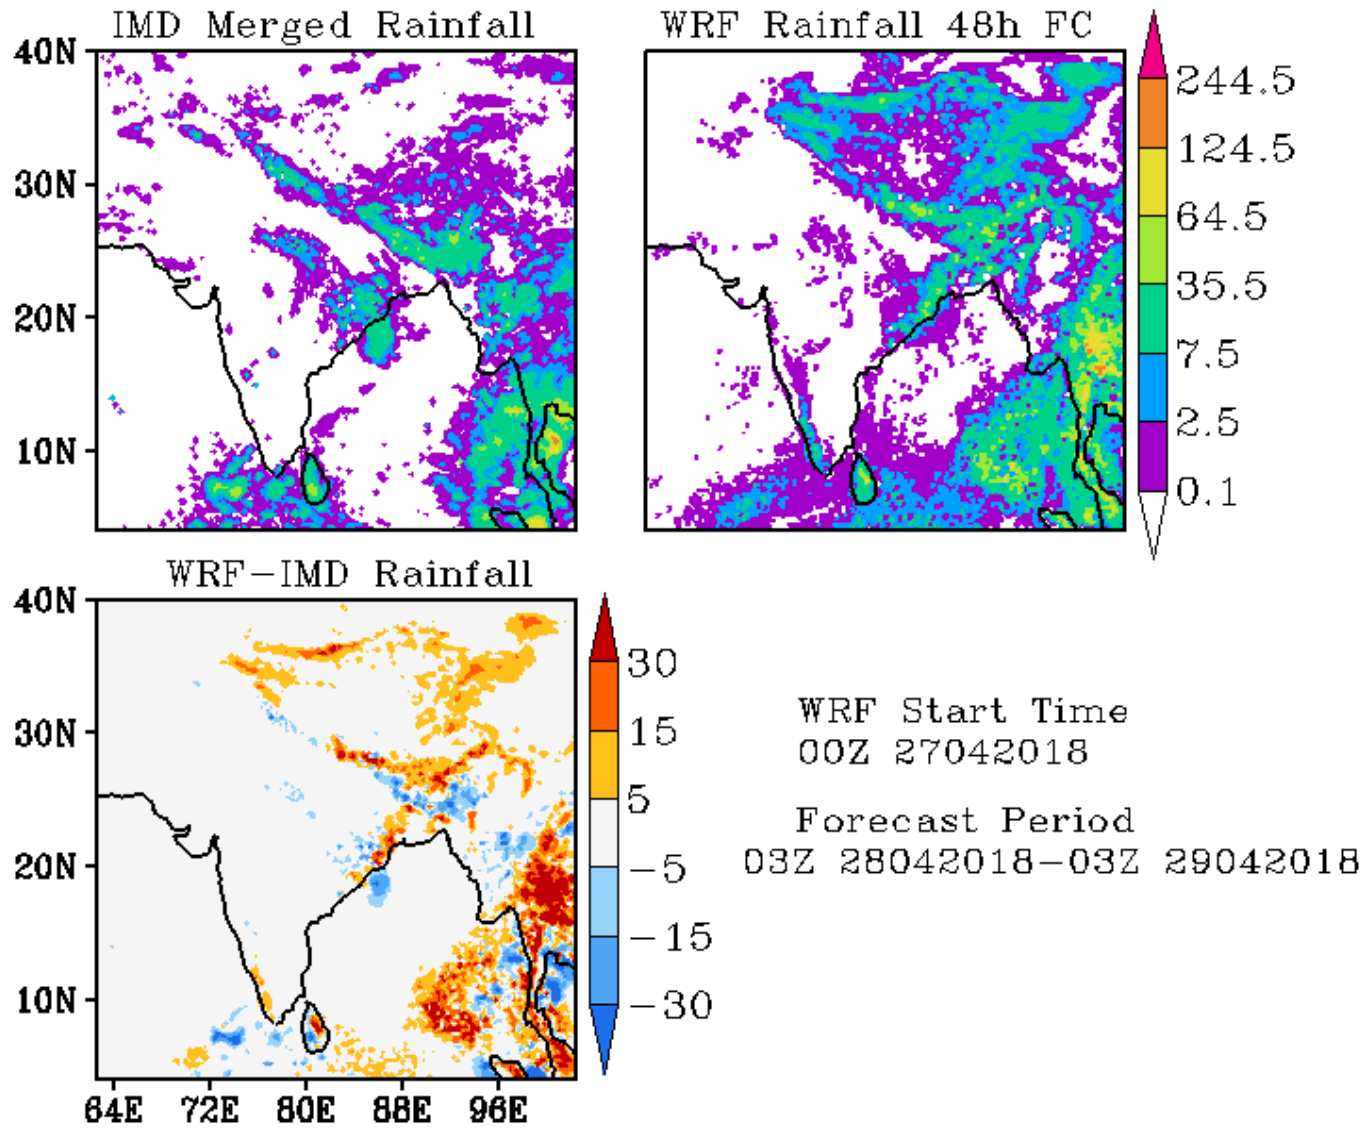 IMD Merged Rainfall
WRF Rainfall 48h FC
40N
30N
20N
10N
244.5
124.5
64.5
35.5
7.5
2.5
0.1
WRF-IMD Rainfall
40N
30N
20N
10N
64E 72E 80E 88E 96E
30
15
5
-5
-15
-30
WRF Start Time
00Z 27042018
Forecast Period
03Z 28042018-03Z 29042018